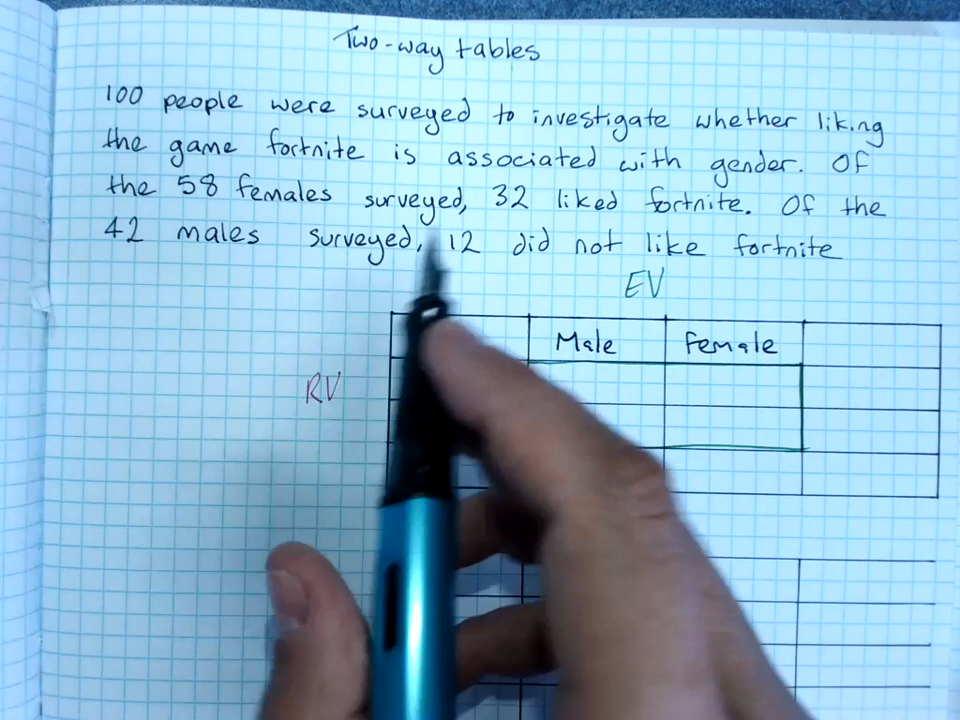 Two-way tables
100 people were surveyed to investigate whether liking
the game fortnite is associated with gender. Of
the 58 females surveyed, 32 liked fortnite. Of the
42 males surveyed, 12 did not like fortnite
EV
Male Female
RV